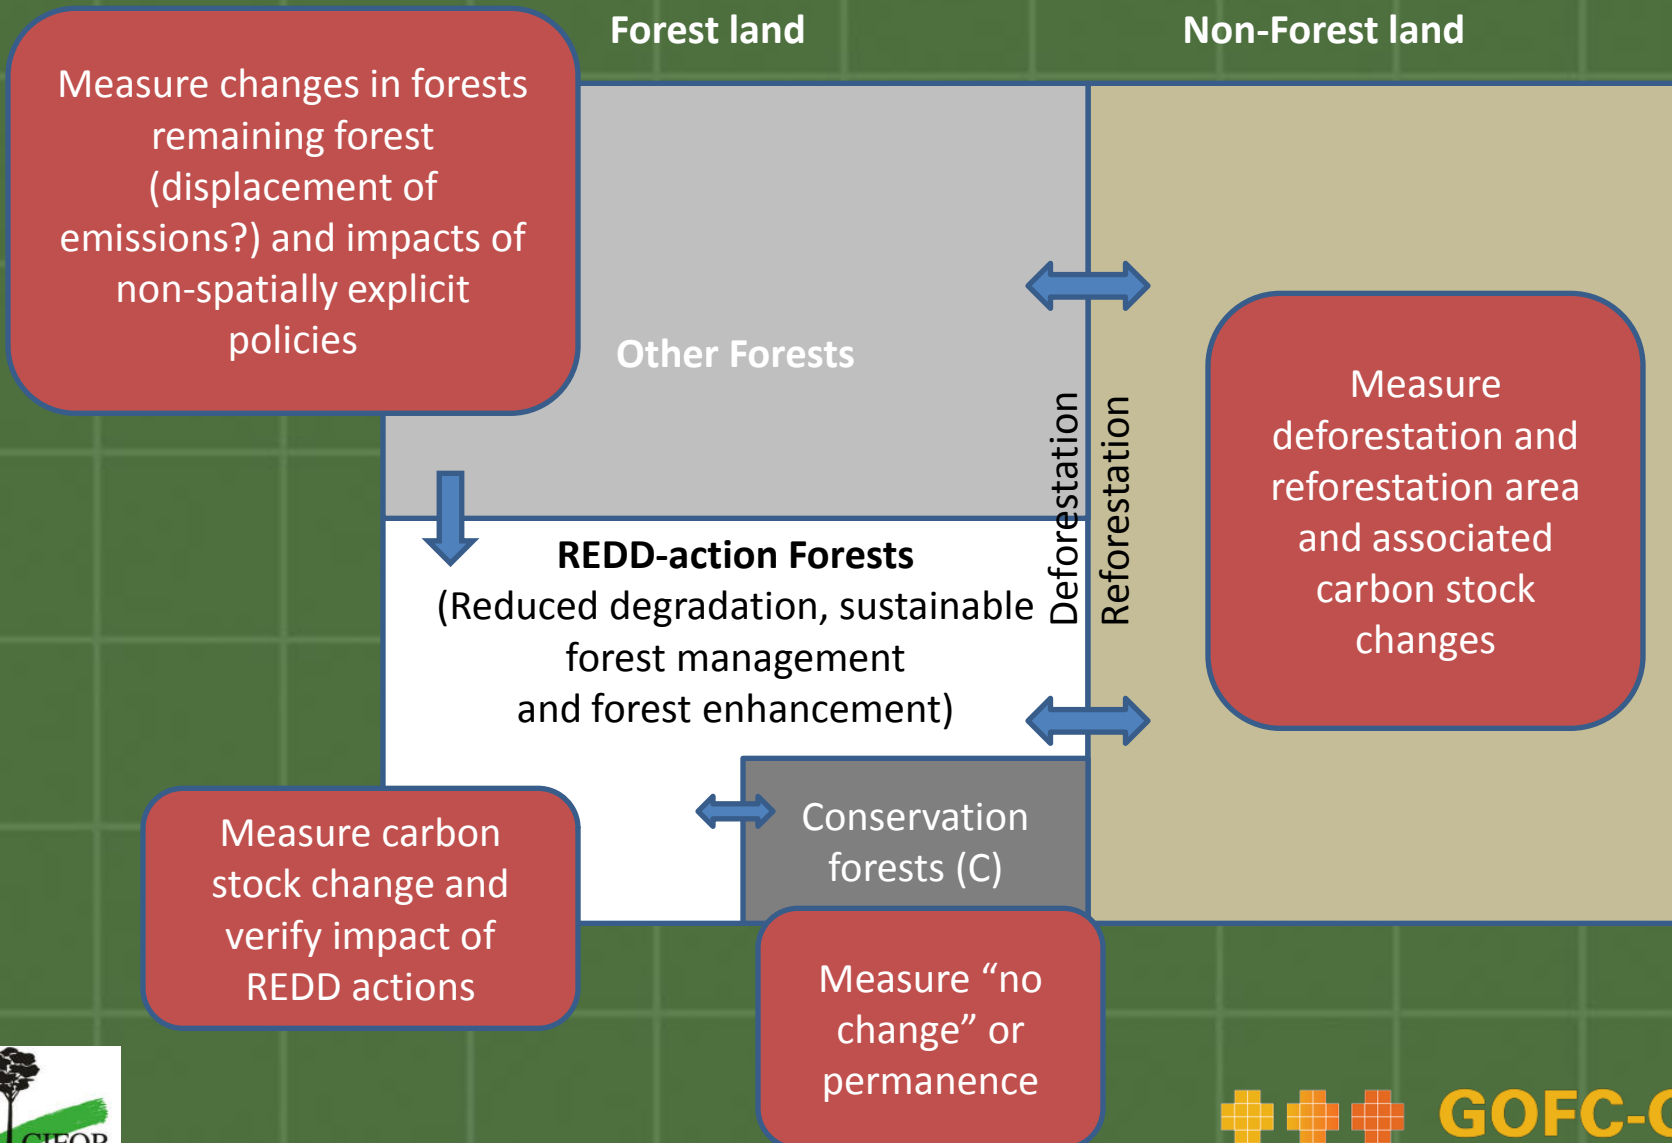 Forest land
Non-Forest land
Measure changes in forests
remaining forest
(displacement of
emissions?) and impacts of
non-spatially explicit
policies
Other Forests
Deforestation
Reforestation
Measure
deforestation and
reforestation area
and associated
carbon stock
changes
REDD-action Forests
(Reduced degradation, sustainable
forest management
and forest enhancement)
Conservation
forests (C)
Measure carbon
stock change and
verify impact of
REDD actions
Measure “no
change” or
permanence
CIFOR
GOFC-G